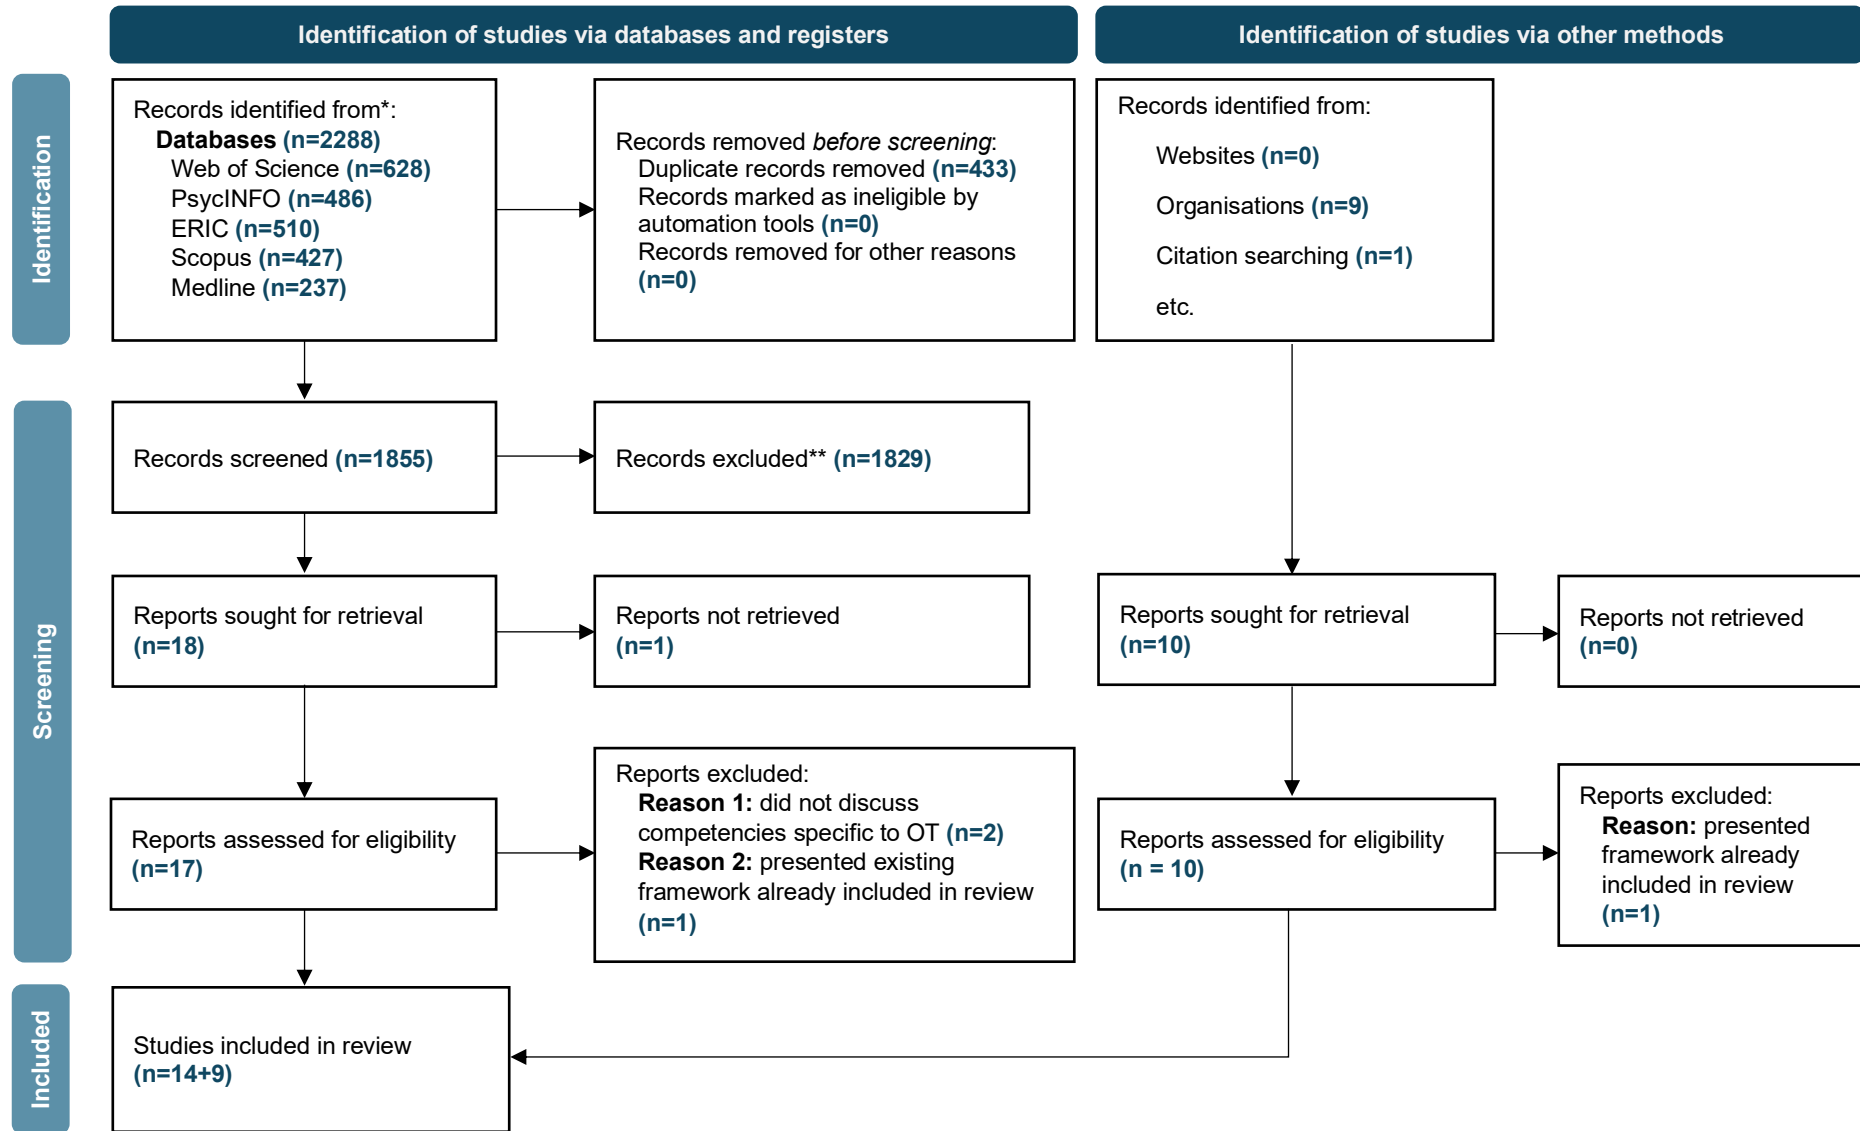 Identification of studies via databases and registers
Identification of studies via other methods
Identification
Records identified from*:
Databases (n=2288)
Web of Science (n=628)
PsycINFO (n=486)
ERIC (n=510)
Scopus (n=427)
Medline (n=237)
Records removed before screening:
Duplicate records removed (n=433)
Records marked as ineligible by
automation tools (n=0)
Records removed for other reasons
(n=0)
Records identified from:
Websites (n=0)
Organisations (n=9)
Citation searching (n=1)
etc.
Screening
Records screened (n=1855)
Records excluded** (n=1829)
Reports sought for retrieval
(n=18)
Reports not retrieved
(n=1)
Reports sought for retrieval
(n=10)
Reports not retrieved
(n=0)
Reports assessed for eligibility
(n=17)
Reports excluded:
Reason 1: did not discuss
competencies specific to OT (n=2)
Reason 2: presented existing
framework already included in review
(n=1)
Reports assessed for eligibility
(n = 10)
Reports excluded:
Reason: presented
framework already
included in review
(n=1)
Included
Studies included in review
(n=14+9)